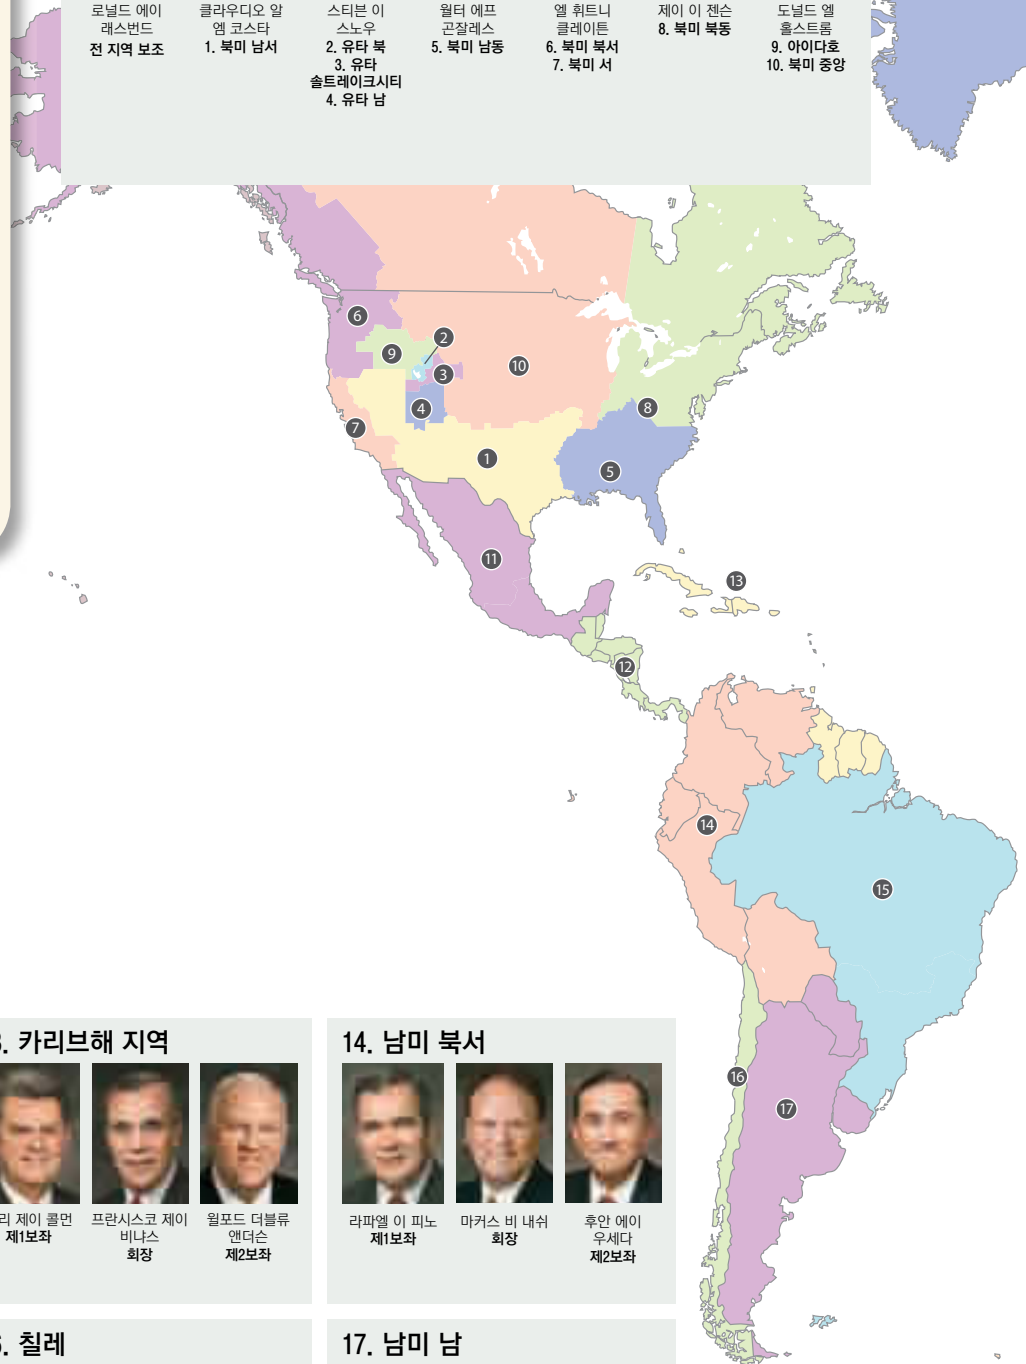 로널드 에이
래스번드
전 지역 보조
클라우디오 알
엠 코스타
1. 북미 남서
스티븐 이
스노우
2. 유타 북
3. 유타
솔트레이크시티
4. 유타 남
월터 에프
곤잘레스
5. 북미 남동
엘 휘트니
클레이튼
6. 북미 북서
7. 북미 서
제이 이 젠슨
8. 북미 북동
도널드 엘
홀스트롬
9. 아이다호
10. 북미 중앙
6
2
9
3
10
4
8
7
1
5
11
13
12
14
15
16
17
3. 카리브해 지역
리 제이 콜먼
제1보좌
프란시스코 제이
비냐스
회장
윌포드 더블류
앤더슨
제2보좌
14. 남미 북서
라파엘 이 피노
제1보좌
마커스 비 내쉬
회장
후안 에이
우세다
제2보좌
6. 칠레
17. 남미 남